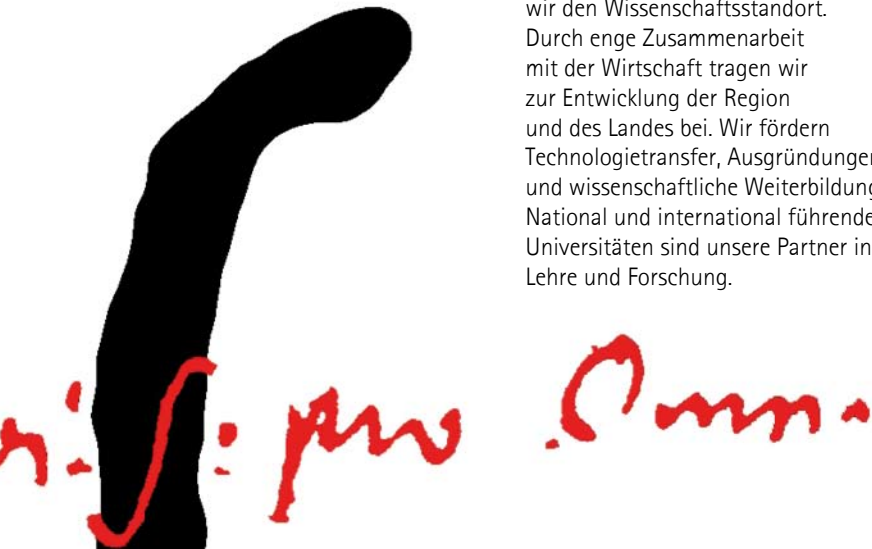 wir den Wissenschaftsstandort.
Durch enge Zusammenarbeit
mit der Wirtschaft tragen wir
zur Entwicklung der Region
und des Landes bei. Wir fördern
Technologietransfer, Ausgründungen
und wissenschaftliche Weiterbildung
National und international führende
Universitäten sind unsere Partner in
Lehre und Forschung.
:∫: pro Omn.